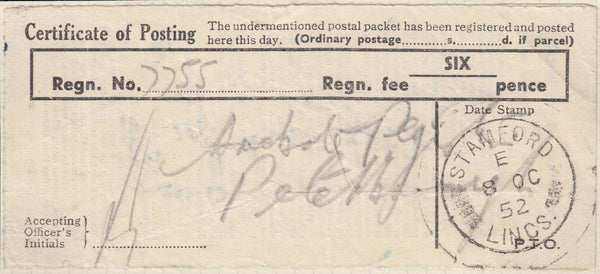 Certificate of Posting
The undermentioned postal packet has been registered and posted
here this day. (Ordinary postage............s............d. if parcel)
Regn. No. 7755 Regn. fee SIX pence
Date Stamp
STAMFORD
E
8 OC
52
LINCS.
Accepting
Officer's
Initials
P.T.O.